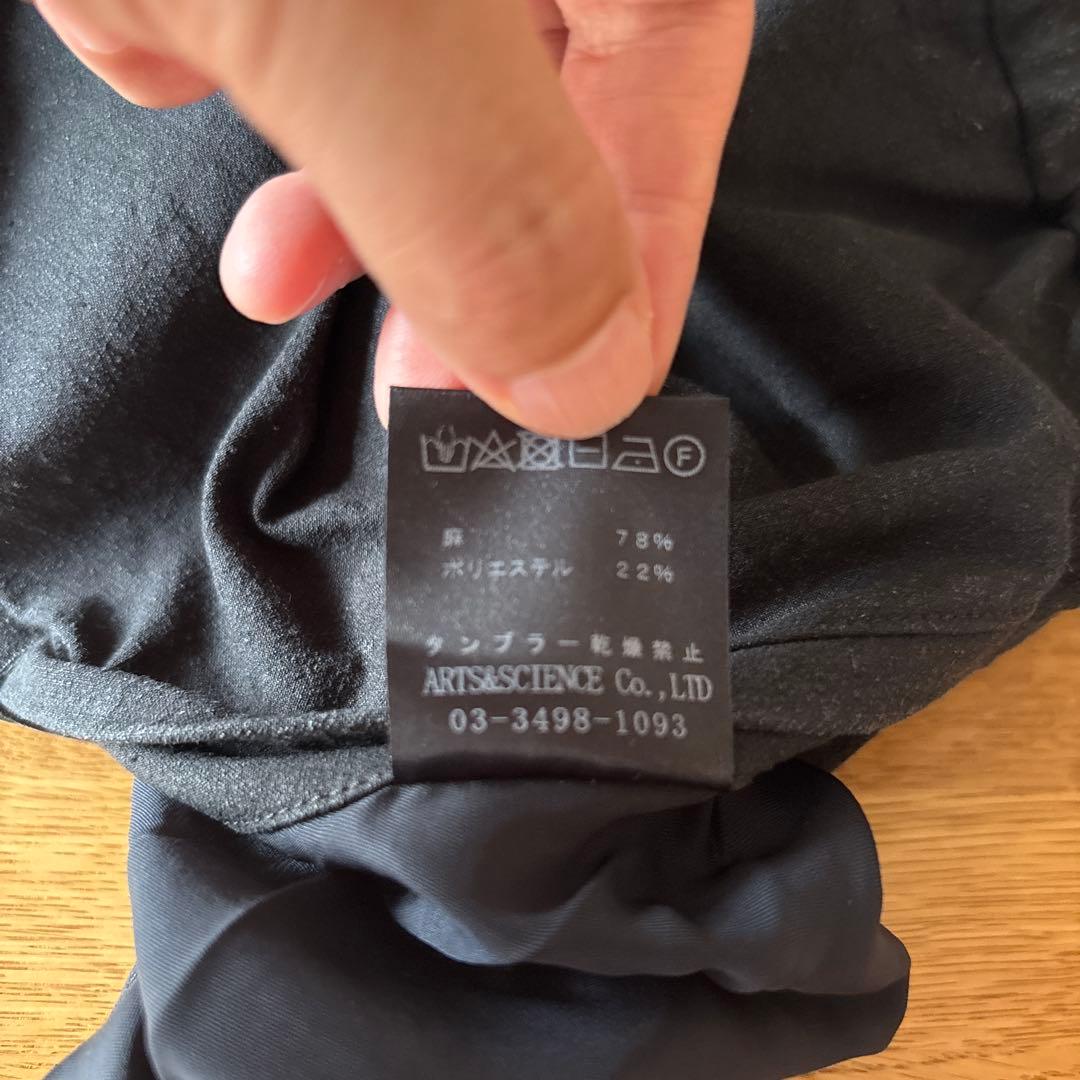 F
麻 78%
ポリエステル 22%
タンブラー乾燥禁止
ARTS&SCIENCE Co.,LTD
03-3498-1093